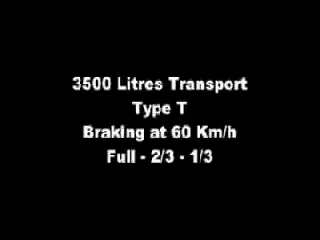 3500 Litres Transport
Type T
Braking at 60 Km/h
Full - 2/3 - 1/3